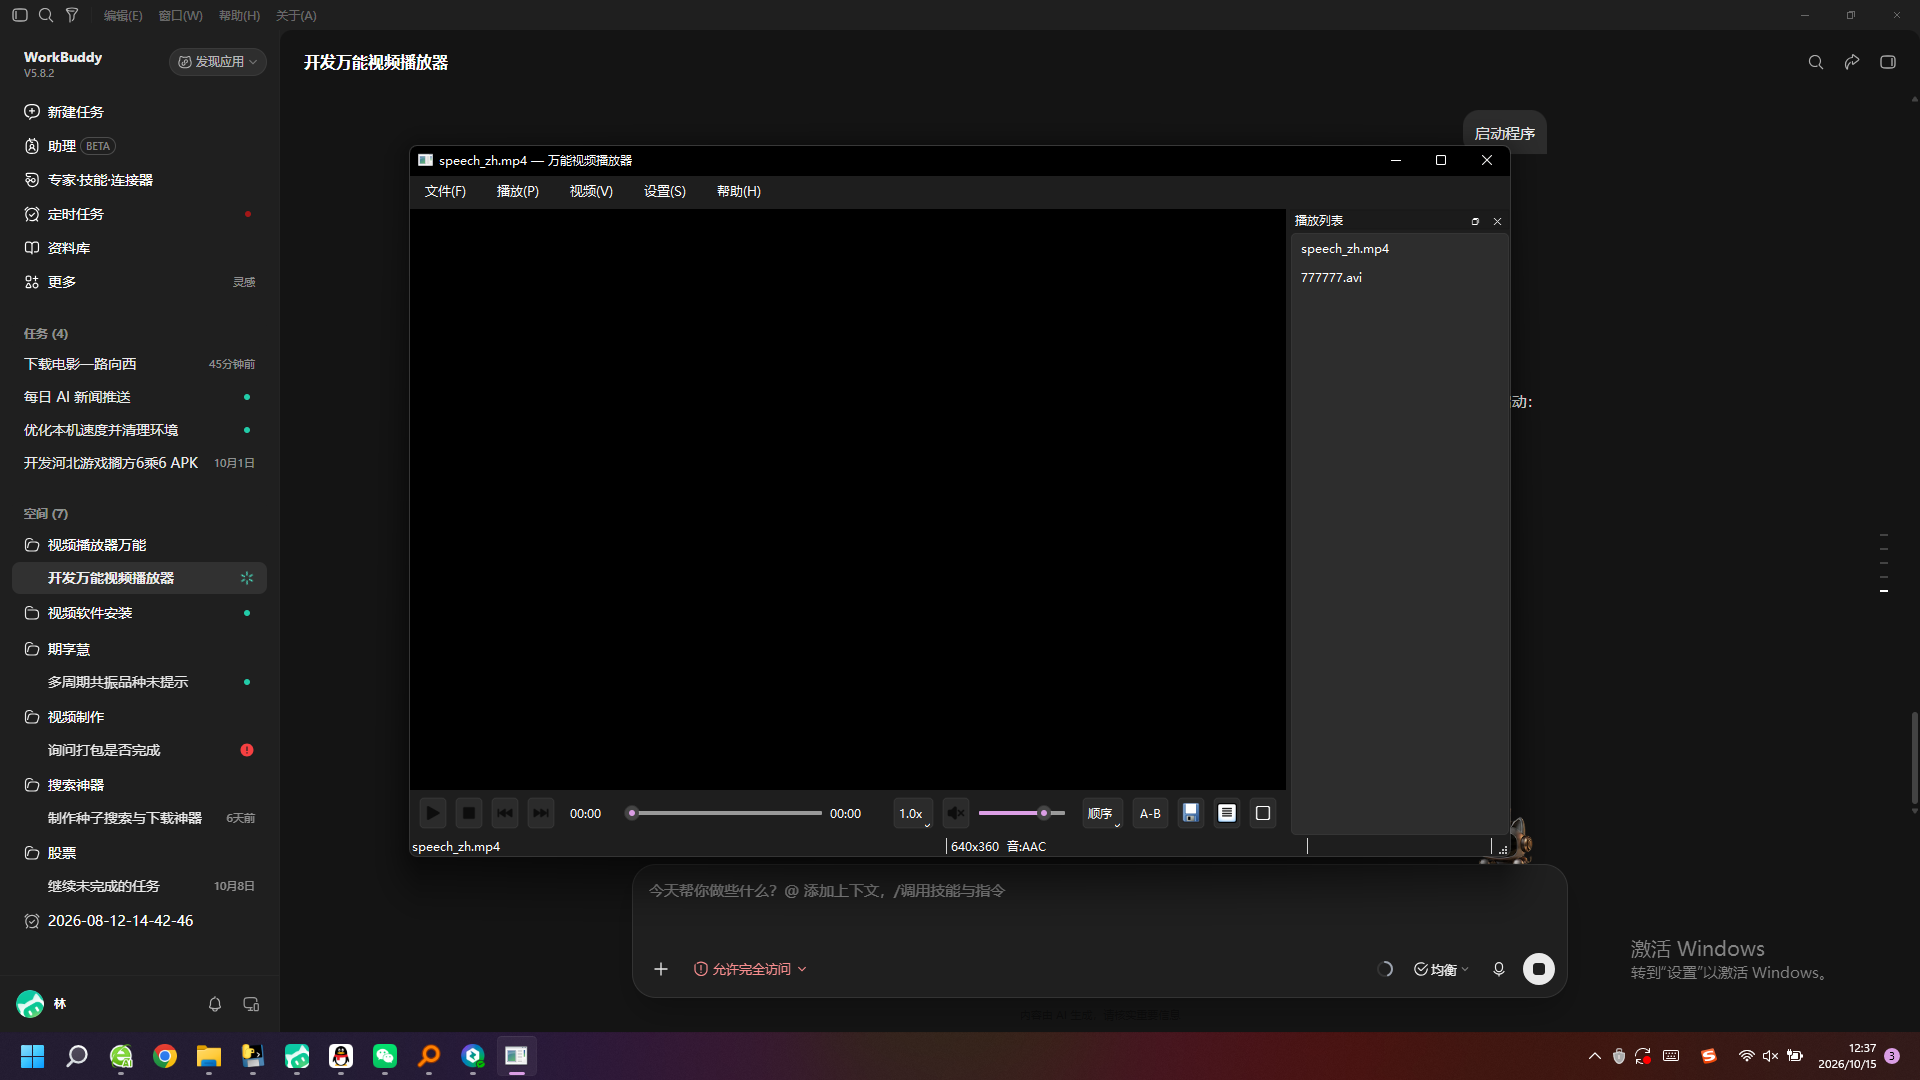 编辑(E) 窗口(W) 帮助(H) 关于(A)
WorkBuddy
V5.8.2
发现应用
新建任务
助理 BETA
专家·技能·连接器
定时任务
资料库
更多 灵感
任务 (4)
下载电影一路向西 45分钟前
每日 AI 新闻推送
优化本机速度并清理环境
开发河北游戏搁方6乘6 APK 10月1日
空间 (7)
视频播放器万能
开发万能视频播放器
视频软件安装
期字慧
多周期共振品种未提示
视频制作
询问打包是否完成
搜索神器
制作种子搜索与下载神器 6天前
股票
继续未完成的任务 10月8日
2026-08-12-14-42-46
林
开发万能视频播放器
启动程序
动:
speech_zh.mp4 — 万能视频播放器
文件(F) 播放(P) 视频(V) 设置(S) 帮助(H)
播放列表
speech_zh.mp4
777777.avi
00:00 00:00 1.0x 顺序 A-B
speech_zh.mp4 640x360 音:AAC
今天帮你做些什么？@ 添加上下文，/调用技能与指令
允许完全访问 均衡
激活 Windows
转到"设置"以激活 Windows。
12:37
2026/10/15 3